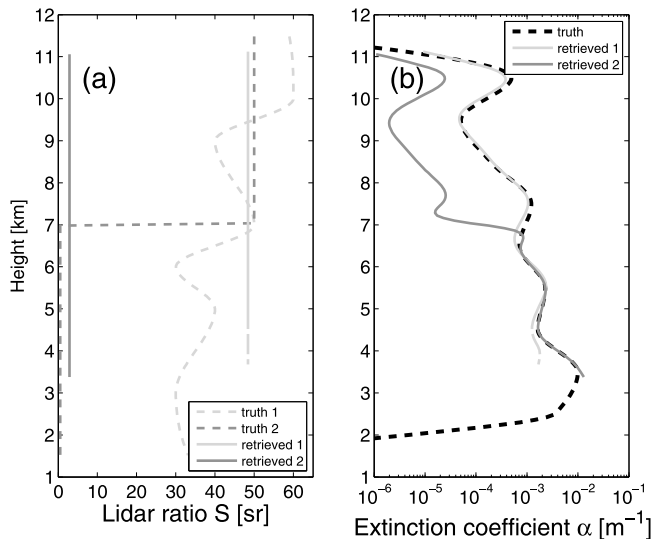 (a)
12
11
10
9
8
7
6
5
4
3
2
1
Height [km]
0 10 20 30 40 50 60
Lidar ratio S [sr]
truth 1
truth 2
retrieved 1
retrieved 2
(b)
truth
retrieved 1
retrieved 2
12
11
10
9
8
7
6
5
4
3
2
1
10⁻⁶ 10⁻⁵ 10⁻⁴ 10⁻³ 10⁻² 10⁻¹
Extinction coefficient α [m⁻¹]